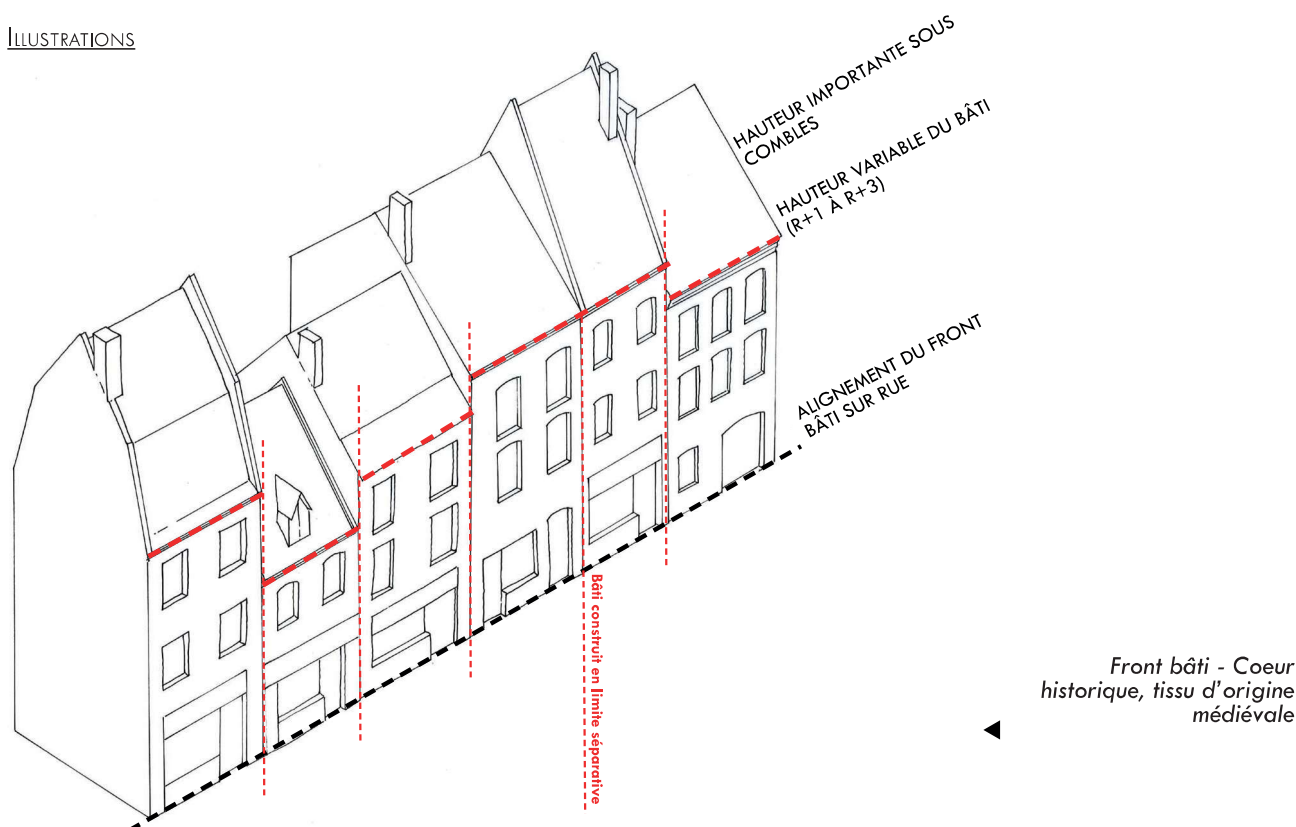 ILLUSTRATIONS
HAUTEUR IMPORTANTE SOUS
COMBLES
HAUTEUR VARIABLE DU BÂTI
(R+1 À R+3)
ALIGNEMENT DU FRONT
BÂTI SUR RUE
Bâti construit en limite séparative
Front bâti - Coeur
historique, tissu d'origine
médiévale